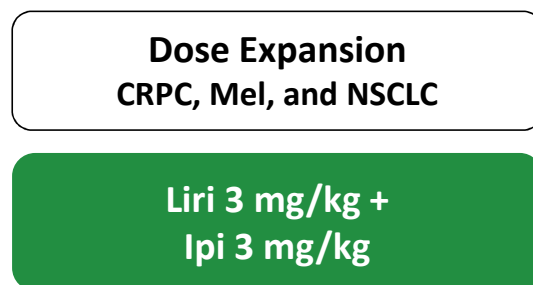 Dose Expansion
CRPC, Mel, and NSCLC
Liri 3 mg/kg +
Ipi 3 mg/kg